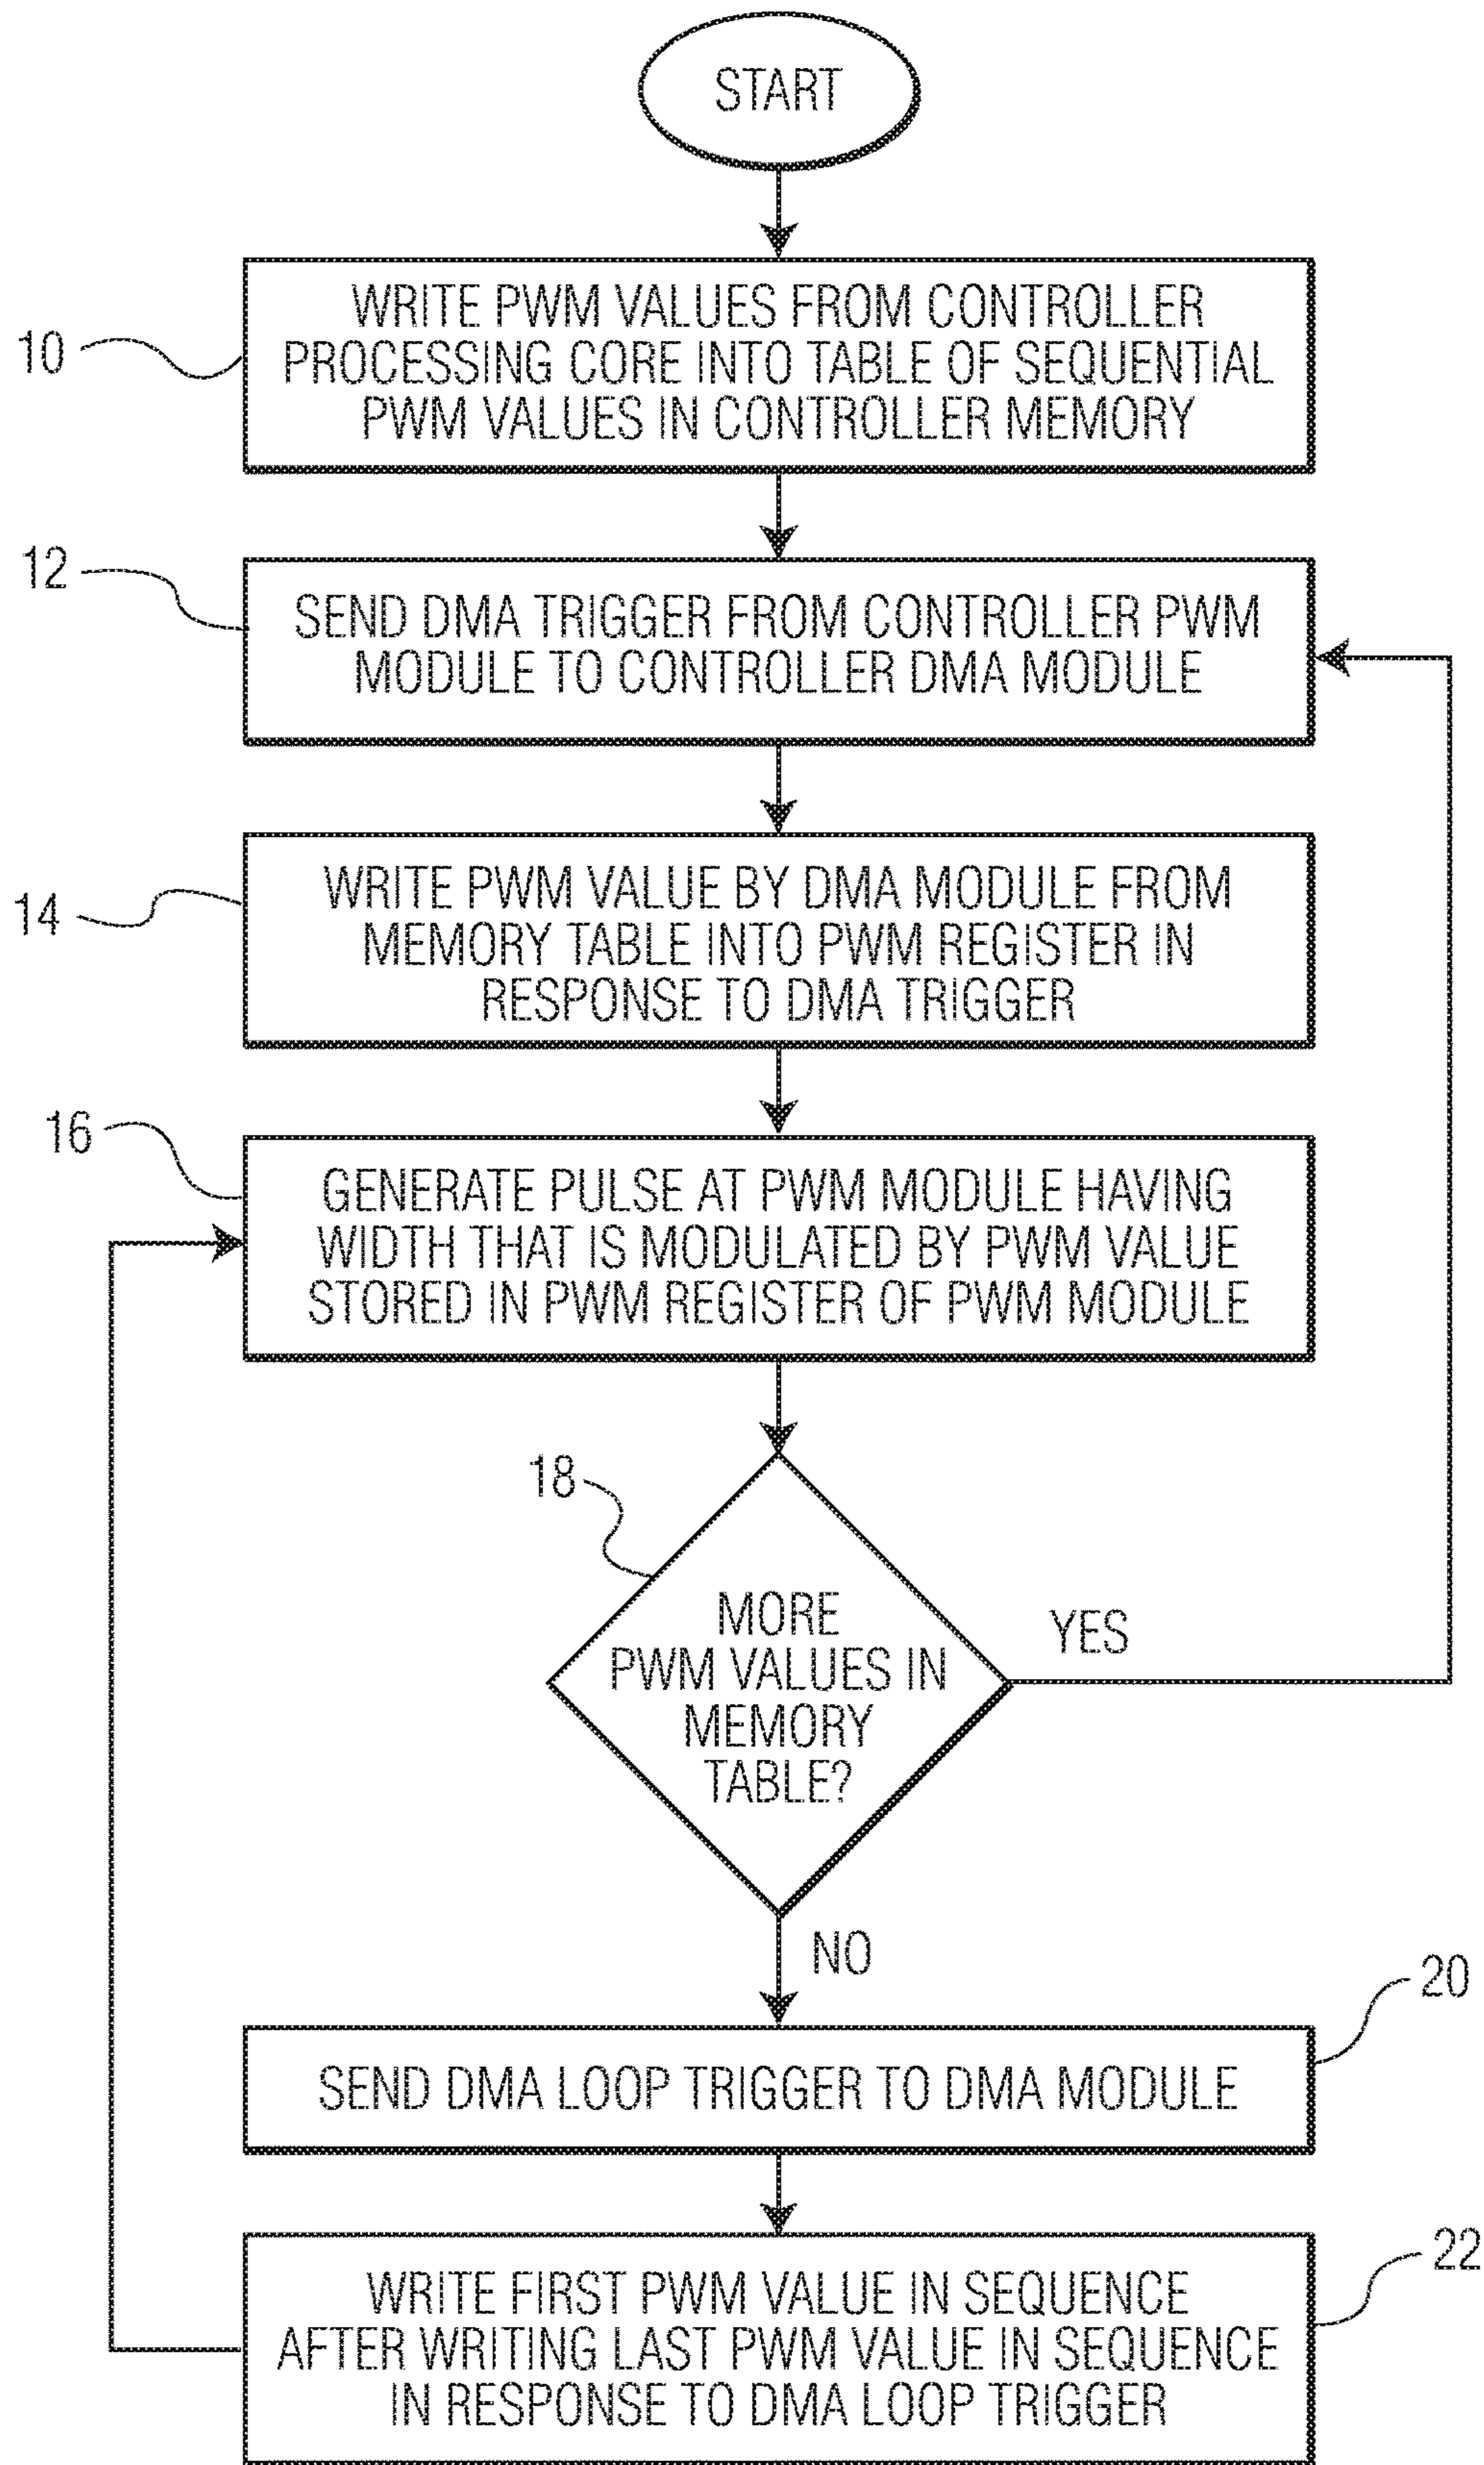 START
10
WRITE PWM VALUES FROM CONTROLLER
PROCESSING CORE INTO TABLE OF SEQUENTIAL
PWM VALUES IN CONTROLLER MEMORY
12
SEND DMA TRIGGER FROM CONTROLLER PWM
MODULE TO CONTROLLER DMA MODULE
14
WRITE PWM VALUE BY DMA MODULE FROM
MEMORY TABLE INTO PWM REGISTER IN
RESPONSE TO DMA TRIGGER
16
GENERATE PULSE AT PWM MODULE HAVING
WIDTH THAT IS MODULATED BY PWM VALUE
STORED IN PWM REGISTER OF PWM MODULE
18
MORE
PWM VALUES IN
MEMORY
TABLE?
YES
NO
20
SEND DMA LOOP TRIGGER TO DMA MODULE
22
WRITE FIRST PWM VALUE IN SEQUENCE
AFTER WRITING LAST PWM VALUE IN SEQUENCE
IN RESPONSE TO DMA LOOP TRIGGER